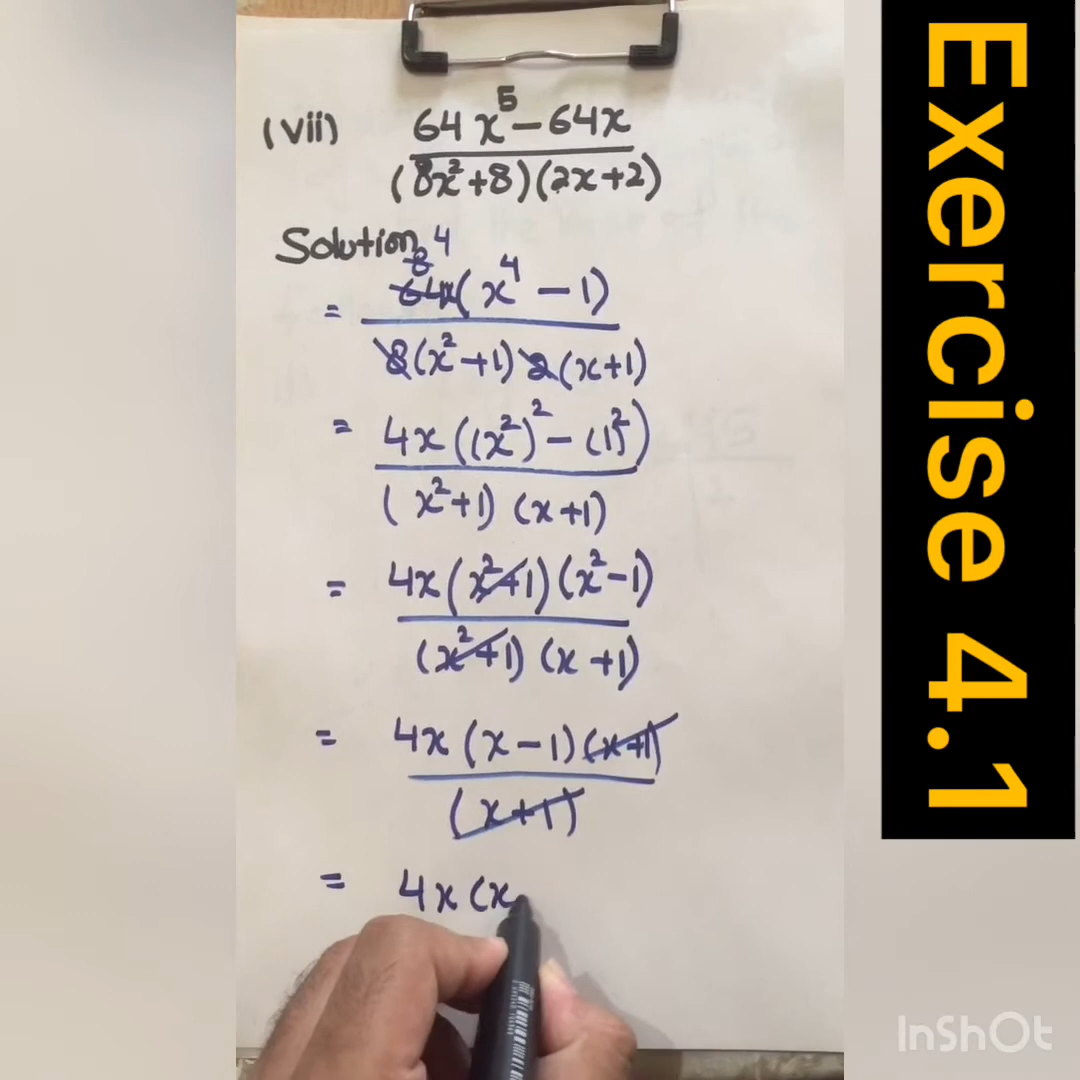 (vii) 64x⁵ - 64x
(8x² + 8)(2x + 2)
Solution
8 4
= 64x(x⁴ - 1)
8(x² + 1) 2(x + 1)
= 4x((x²)² - (1)²)
(x² + 1) (x + 1)
= 4x(x² + 1)(x² - 1)
(x² + 1) (x + 1)
= 4x(x - 1)(x + 1)
(x + 1)
= 4x(x
Exercise 4.1
InShOt